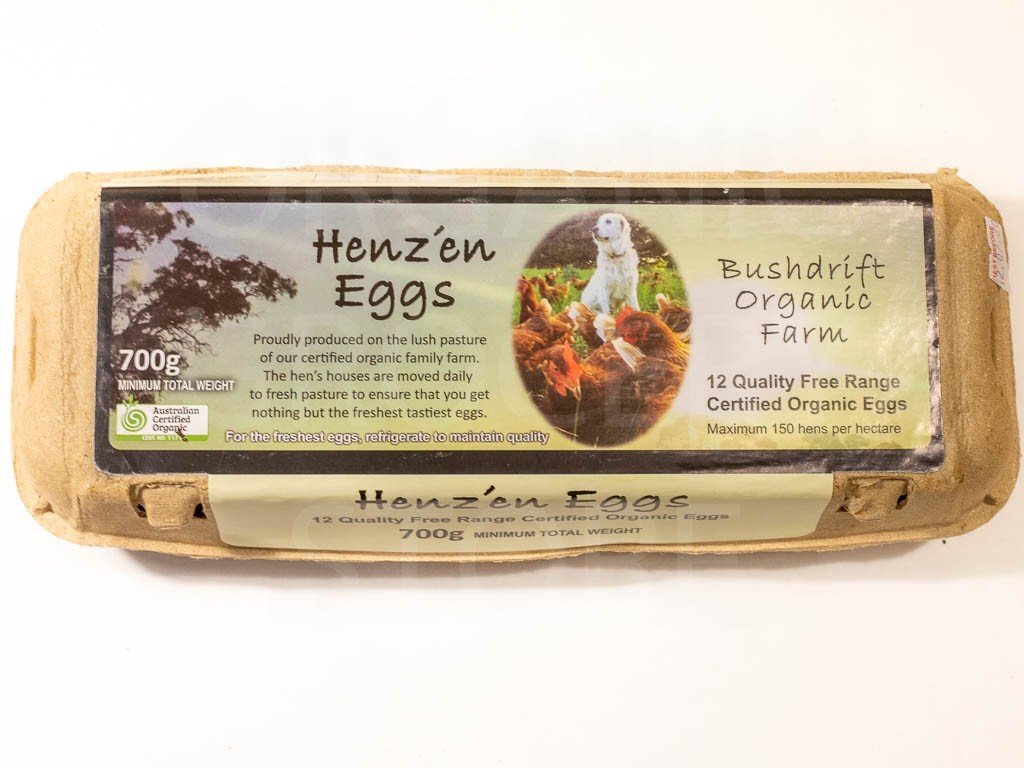 Henz'en
Eggs
Proudly produced on the lush pasture
of our certified organic family farm.
The hen's houses are moved daily
to fresh pasture to ensure that you get
nothing but the freshest tastiest eggs.
700g
MINIMUM TOTAL WEIGHT
Australian
Certified
Organic
CERT. NO.
For the freshest eggs, refrigerate to maintain quality
Bushdrift
Organic
Farm
12 Quality Free Range
Certified Organic Eggs
Maximum 150 hens per hectare
Henz'en Eggs
12 Quality Free Range Certified Organic Eggs
700g MINIMUM TOTAL WEIGHT